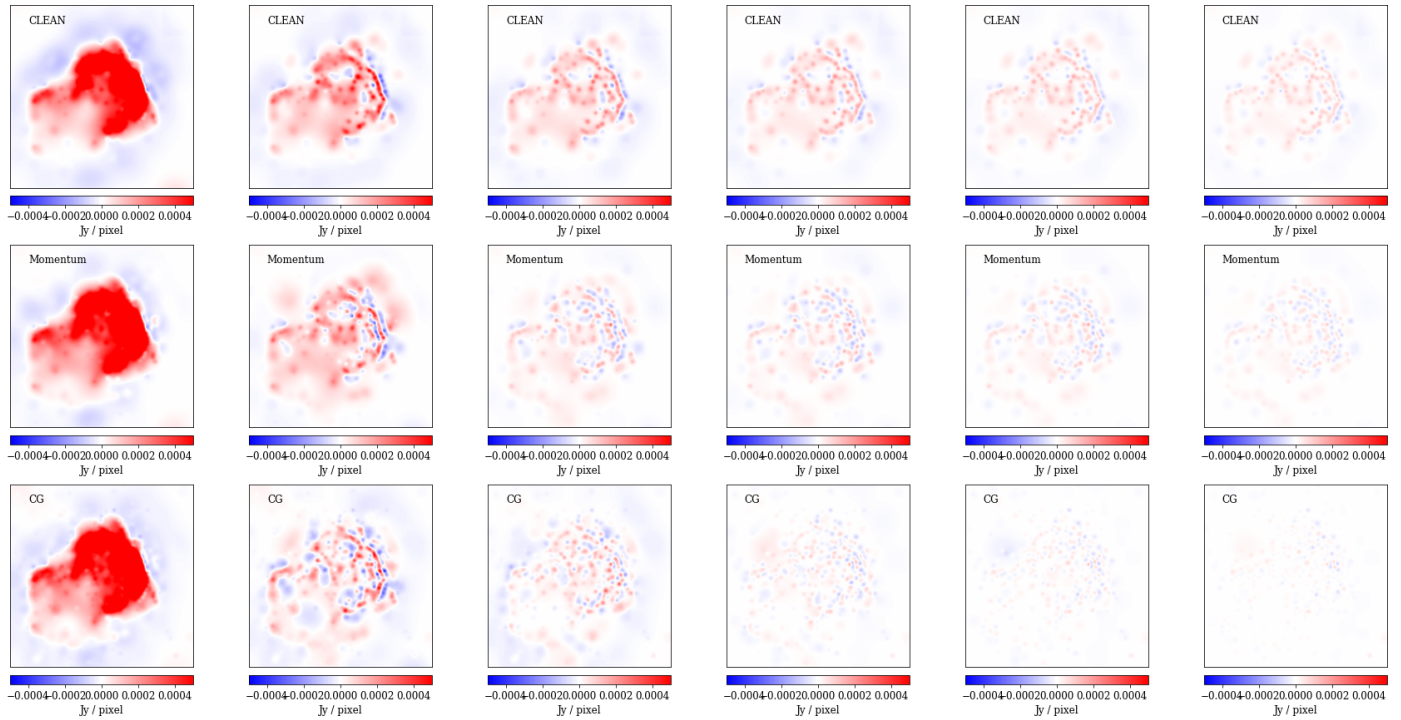 CLEAN CLEAN CLEAN CLEAN CLEAN CLEAN
−0.0004−0.00020.0000 0.0002 0.0004 −0.0004−0.00020.0000 0.0002 0.0004 −0.0004−0.00020.0000 0.0002 0.0004 −0.0004−0.00020.0000 0.0002 0.0004 −0.0004−0.00020.0000 0.0002 0.0004 −0.0004−0.00020.0000 0.0002 0.0004
Jy / pixel Jy / pixel Jy / pixel Jy / pixel Jy / pixel Jy / pixel
Momentum Momentum Momentum Momentum Momentum Momentum
−0.0004−0.00020.0000 0.0002 0.0004 −0.0004−0.00020.0000 0.0002 0.0004 −0.0004−0.00020.0000 0.0002 0.0004 −0.0004−0.00020.0000 0.0002 0.0004 −0.0004−0.00020.0000 0.0002 0.0004 −0.0004−0.00020.0000 0.0002 0.0004
Jy / pixel Jy / pixel Jy / pixel Jy / pixel Jy / pixel Jy / pixel
CG CG CG CG CG CG
−0.0004−0.00020.0000 0.0002 0.0004 −0.0004−0.00020.0000 0.0002 0.0004 −0.0004−0.00020.0000 0.0002 0.0004 −0.0004−0.00020.0000 0.0002 0.0004 −0.0004−0.00020.0000 0.0002 0.0004 −0.0004−0.00020.0000 0.0002 0.0004
Jy / pixel Jy / pixel Jy / pixel Jy / pixel Jy / pixel Jy / pixel